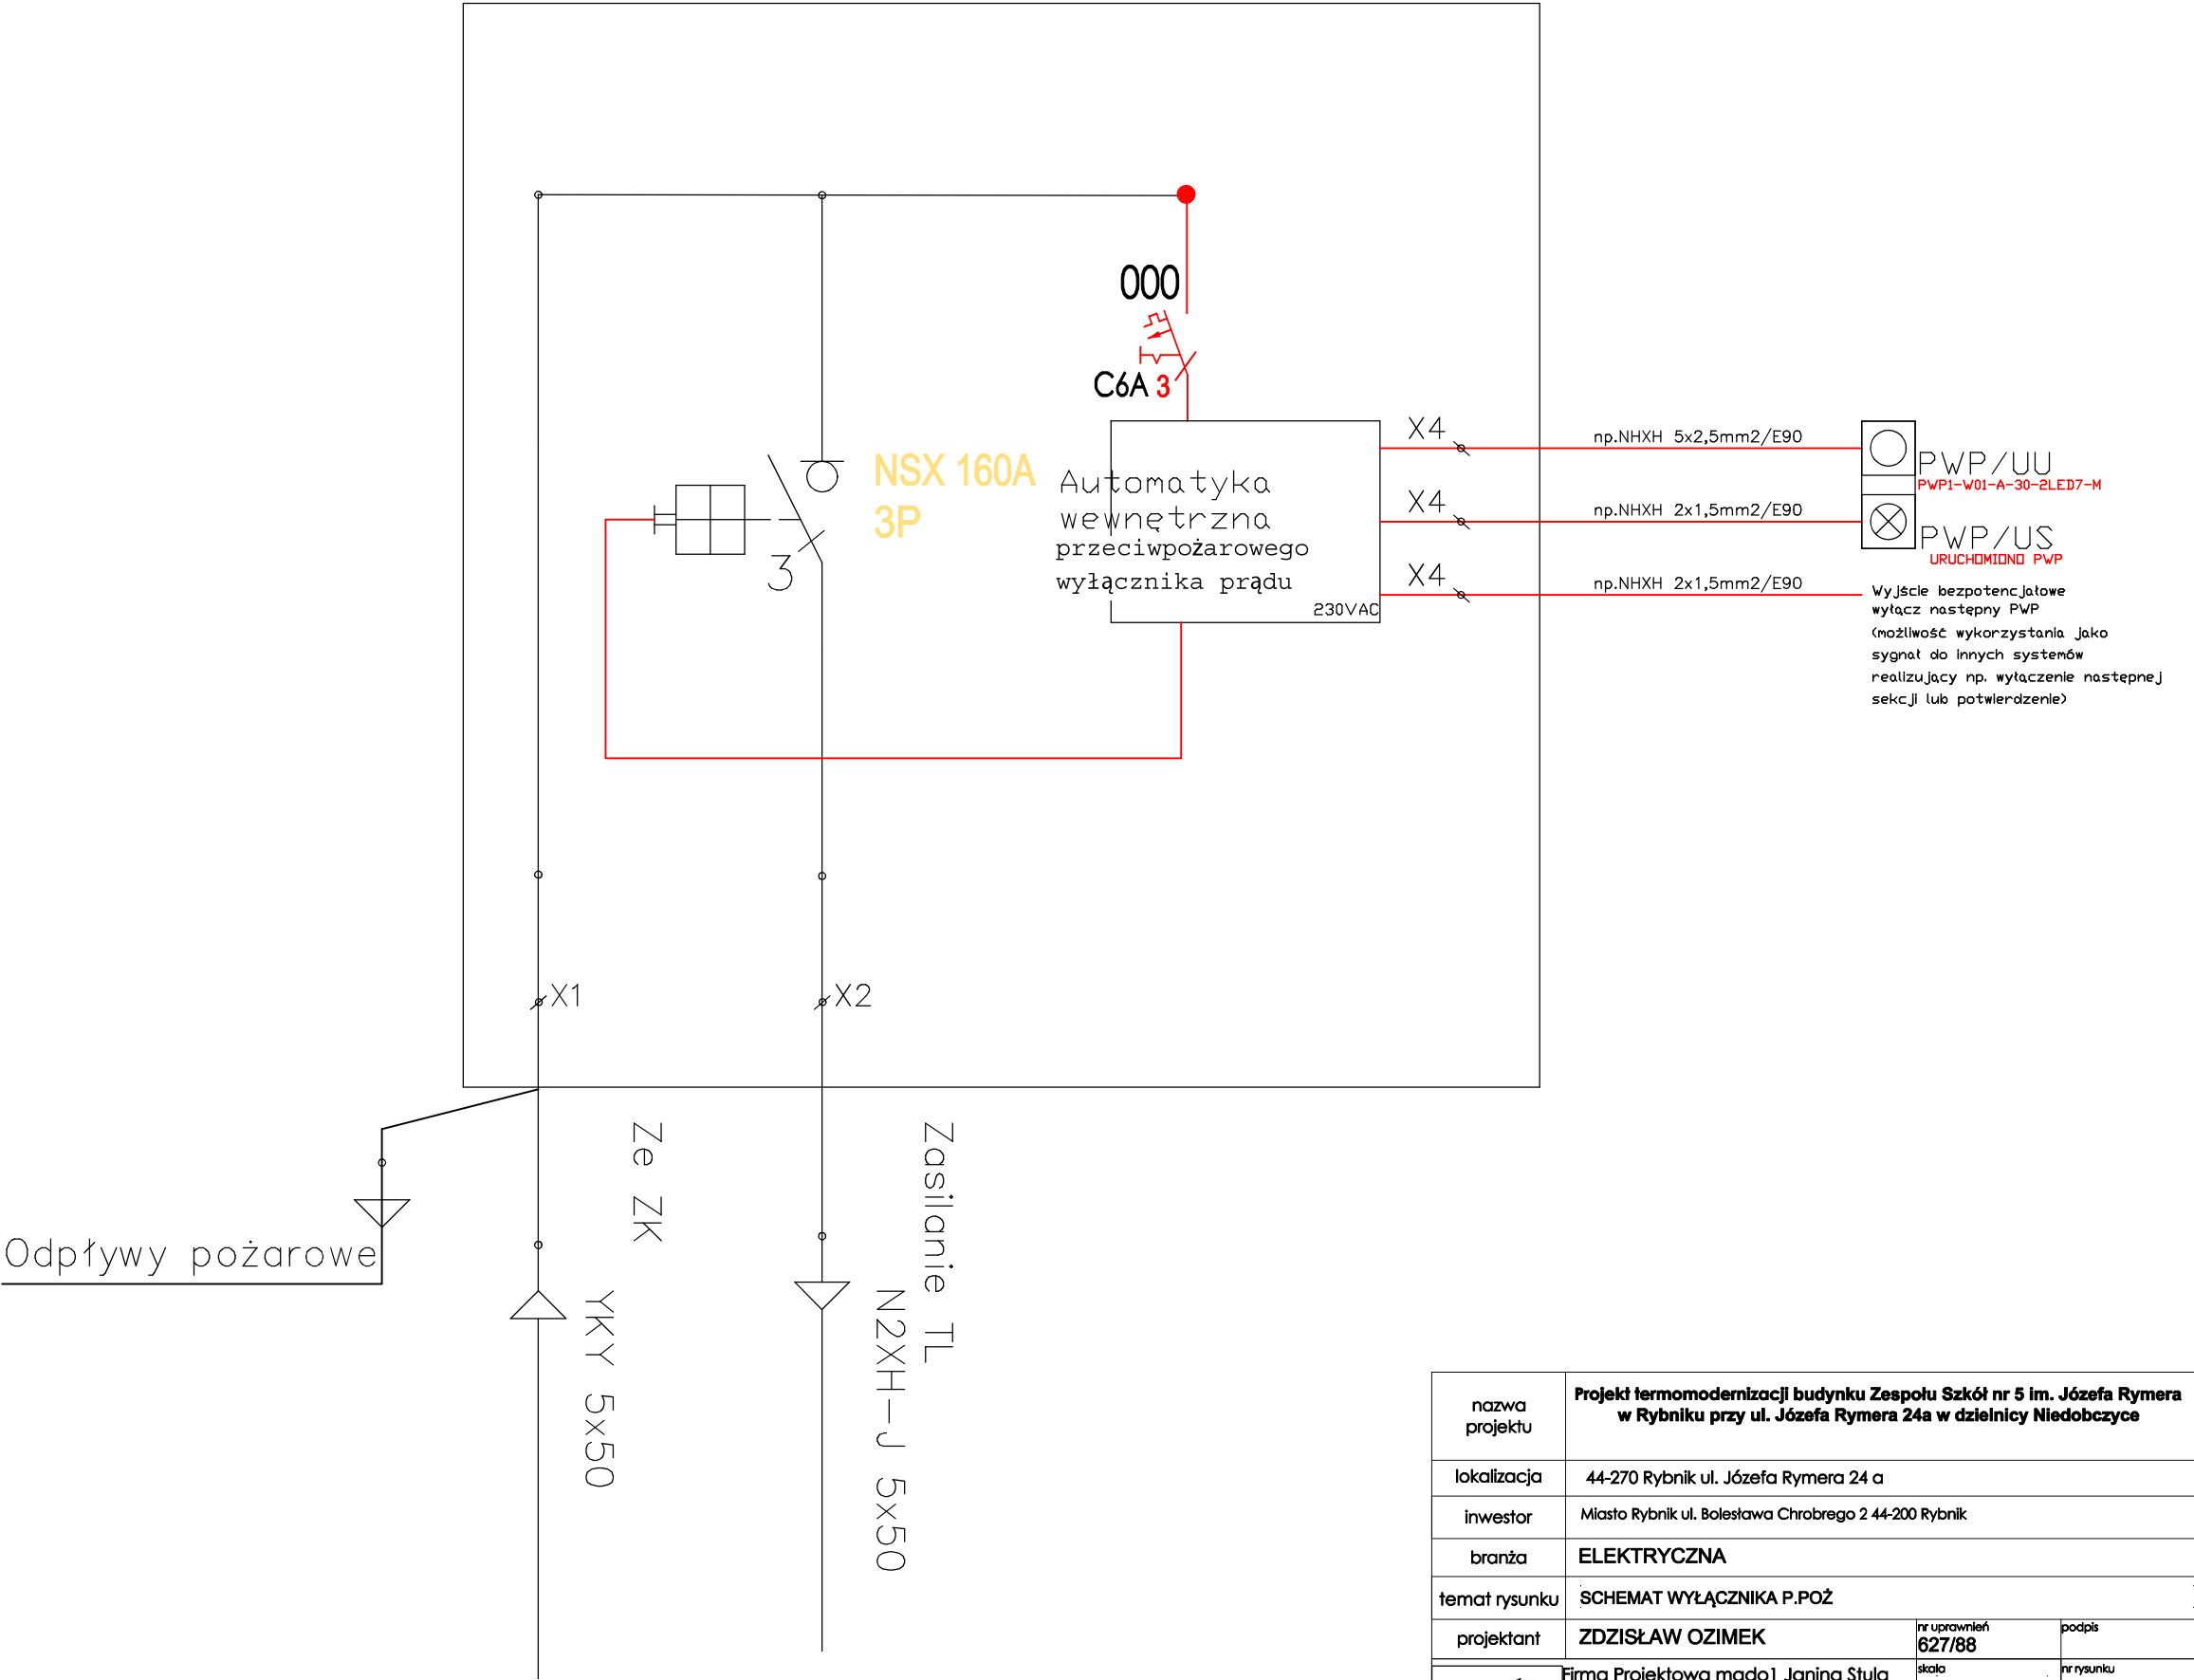 000
C6A 3
NSX 160A
3P
3
Automatyka
wewnętrzna
przeciwpożarowego
wyłącznika prądu
230VAC
X4
np.NHXH 5x2,5mm2/E90
PWP/UU
PWP1-W01-A-30-2LED7-M
X4
np.NHXH 2x1,5mm2/E90
PWP/US
URUCHOMIONO PWP
X4
np.NHXH 2x1,5mm2/E90
Wyjście bezpotencjałowe
wyłącz następny PWP
(możliwość wykorzystania jako
sygnał do innych systemów
realizujący np. wyłączenie następnej
sekcji lub potwierdzenie)
X1
X2
Odpływy pożarowe
Ze ZK
YKY 5x50
Zasilanie TL
N2XH-J 5x50
nazwa
projektu
Projekt termomodernizacji budynku Zespołu Szkół nr 5 im. Józefa Rymera
w Rybniku przy ul. Józefa Rymera 24a w dzielnicy Niedobczyce
lokalizacja
44-270 Rybnik ul. Józefa Rymera 24 a
inwestor
Miasto Rybnik ul. Bolesława Chrobrego 2 44-200 Rybnik
branża
ELEKTRYCZNA
temat rysunku
SCHEMAT WYŁĄCZNIKA P.POŻ
projektant
ZDZISŁAW OZIMEK
nr uprawnień
627/88
podpis
Firma Projektowa mado1 Janina Stula
skala
nr rysunku